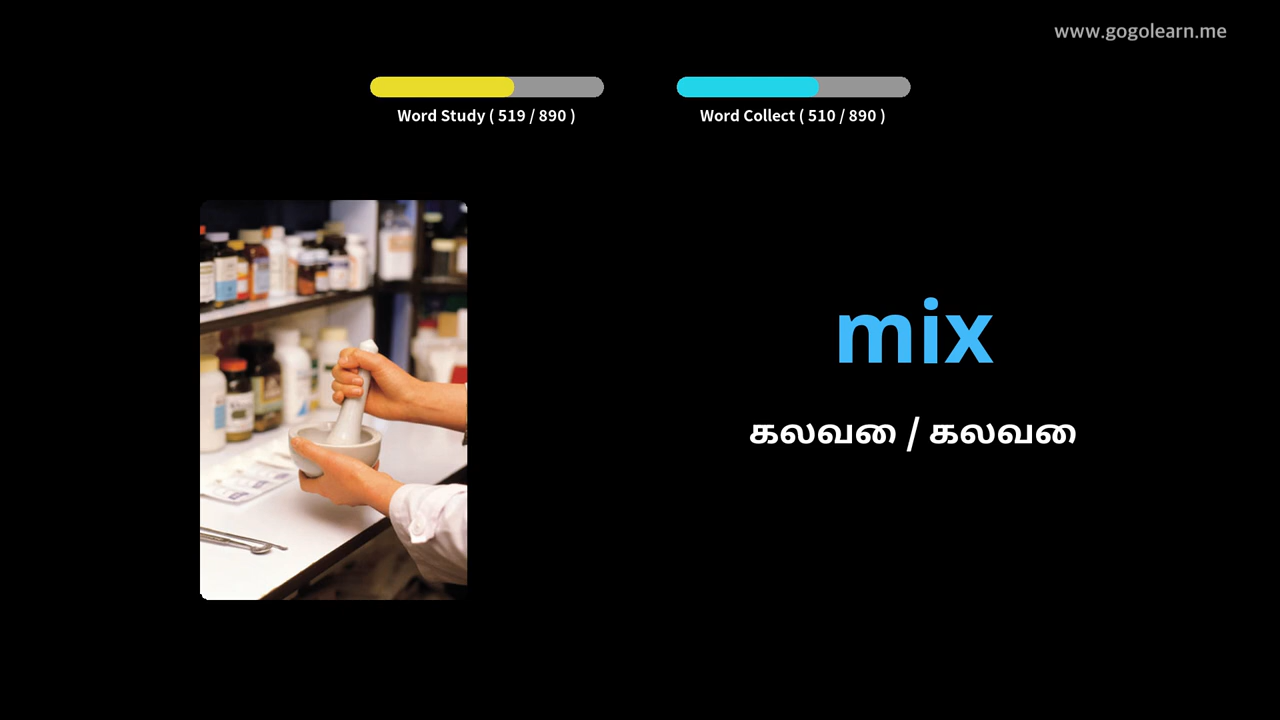 www.gogolearn.me
Word Study ( 519 / 890 )
Word Collect ( 510 / 890 )
mix
கலவை / கலவை